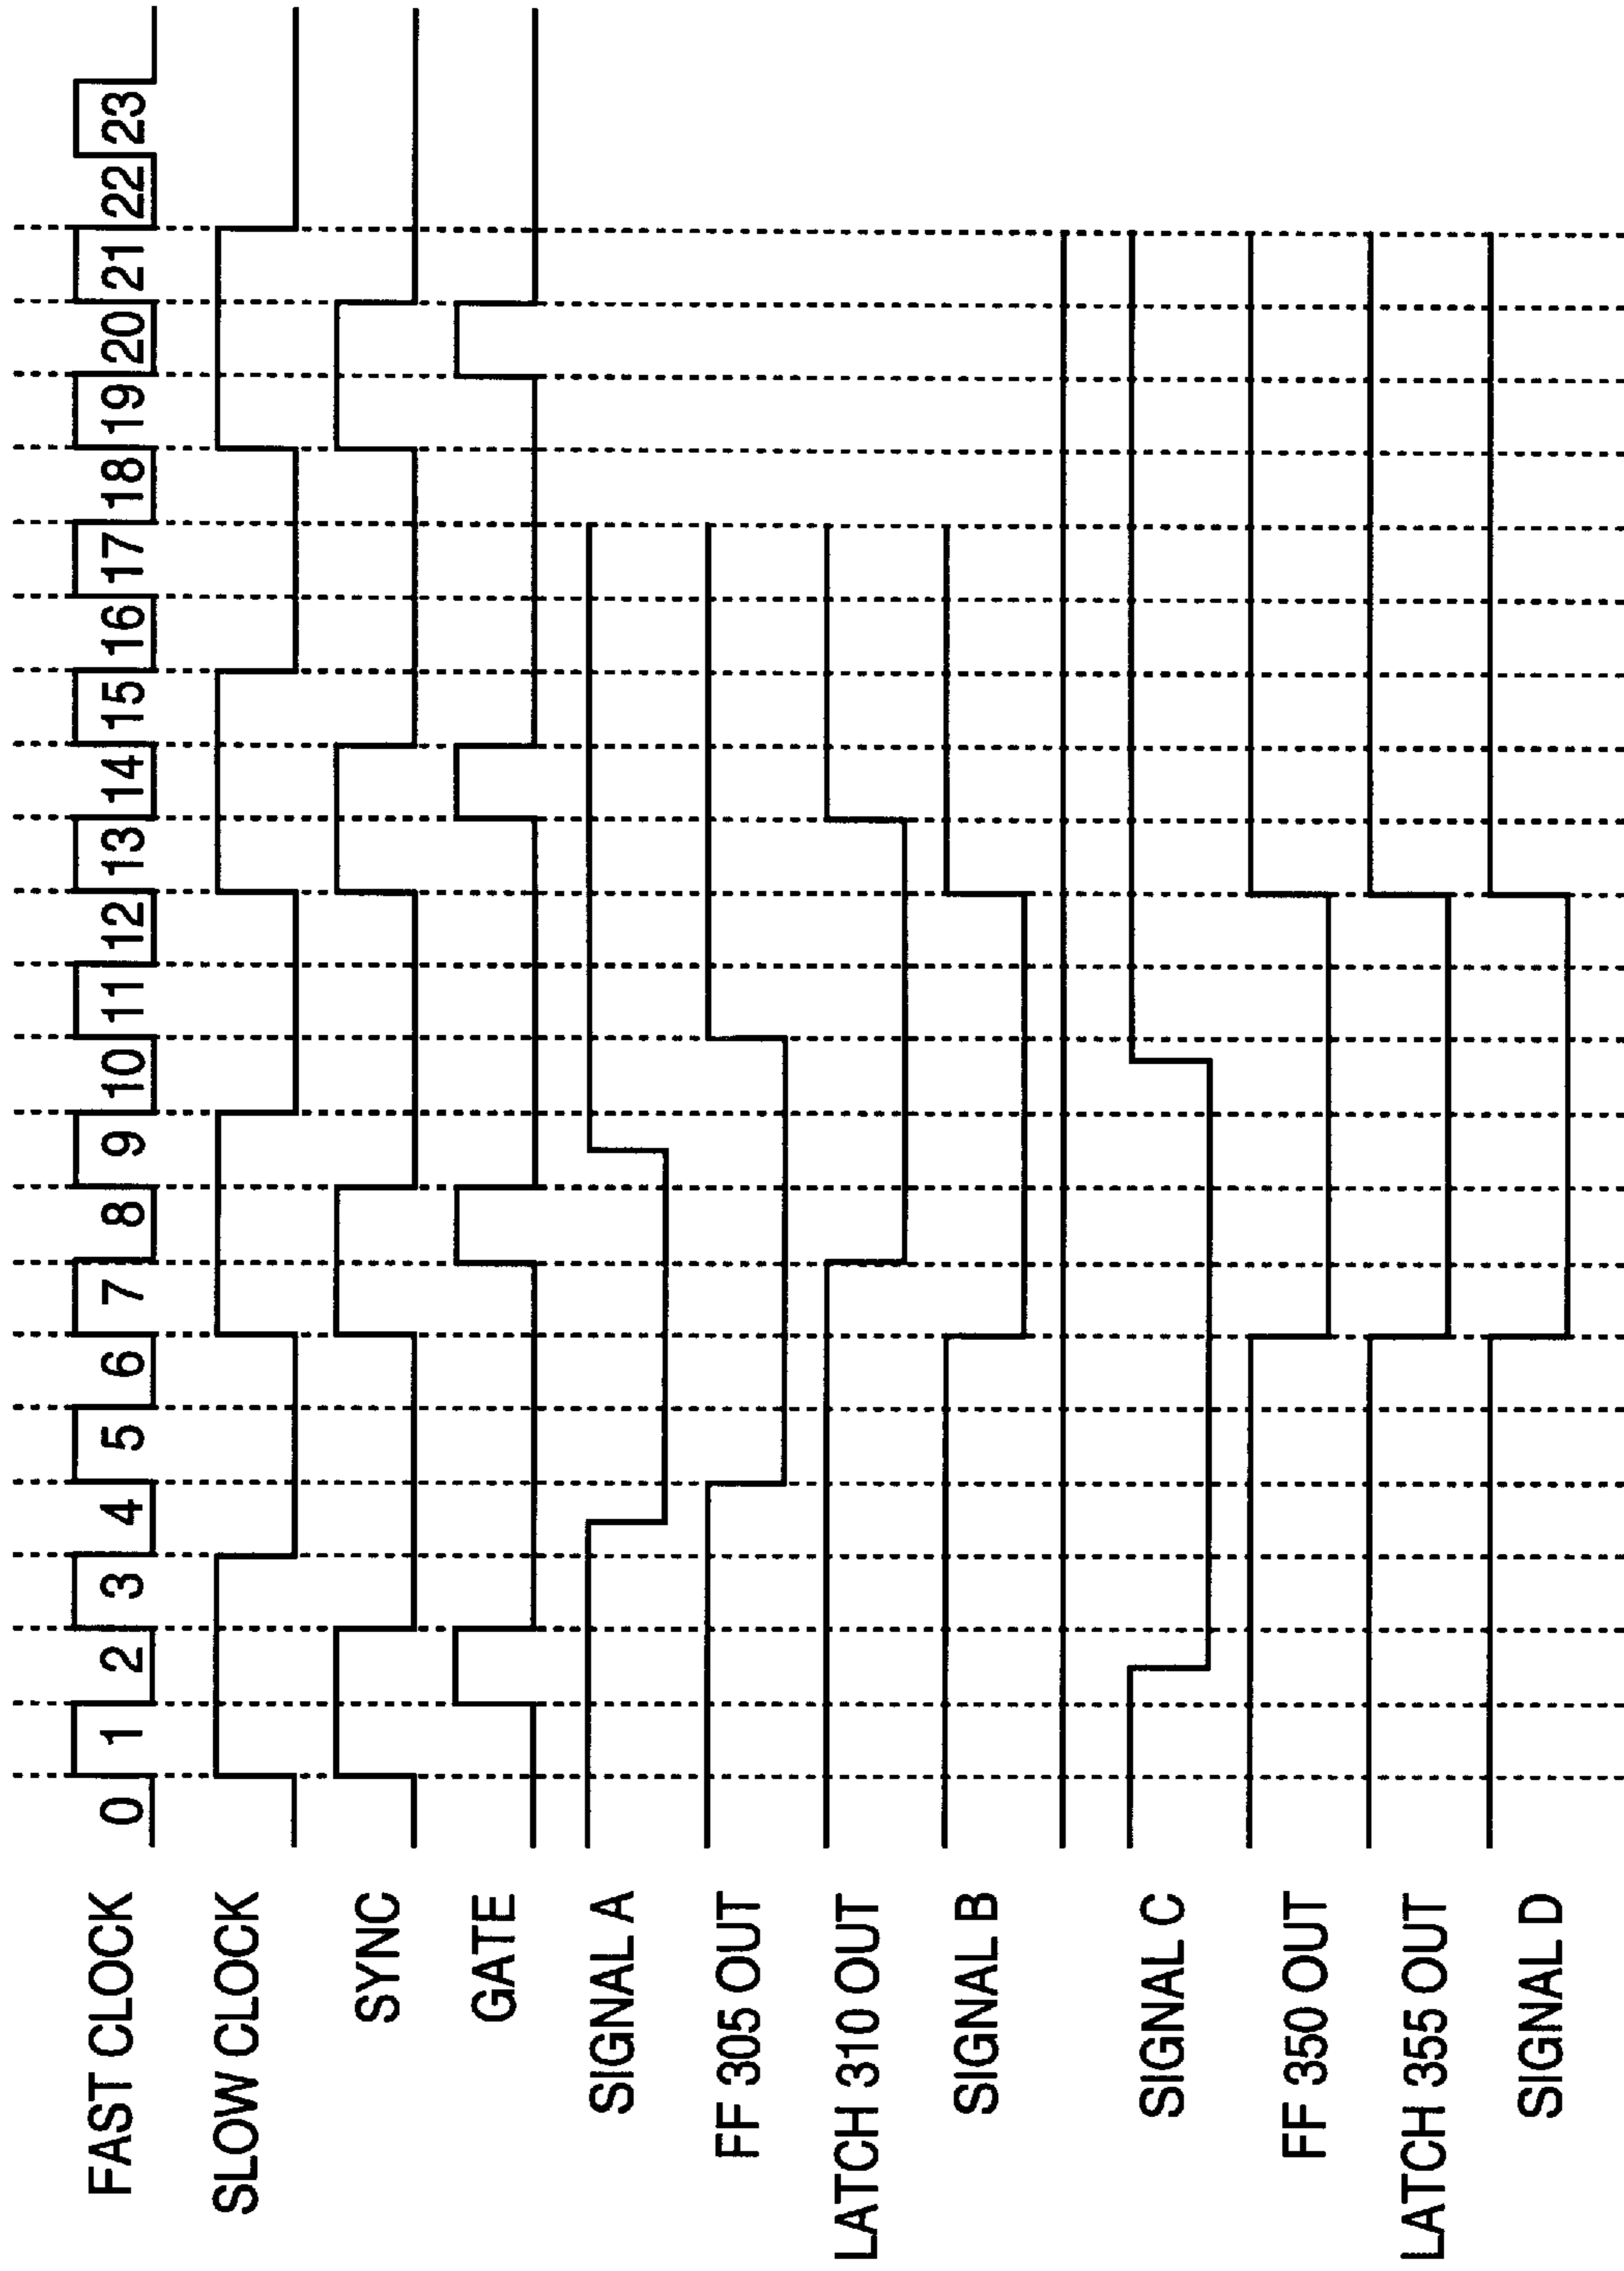 FAST CLOCK
0 1 2 3 4 5 6 7 8 9 10 11 12 13 14 15 16 17 18 19 20 21 22 23
SLOW CLOCK
SYNC
GATE
SIGNAL A
FF 305 OUT
LATCH 310 OUT
SIGNAL B
SIGNAL C
FF 350 OUT
LATCH 355 OUT
SIGNAL D